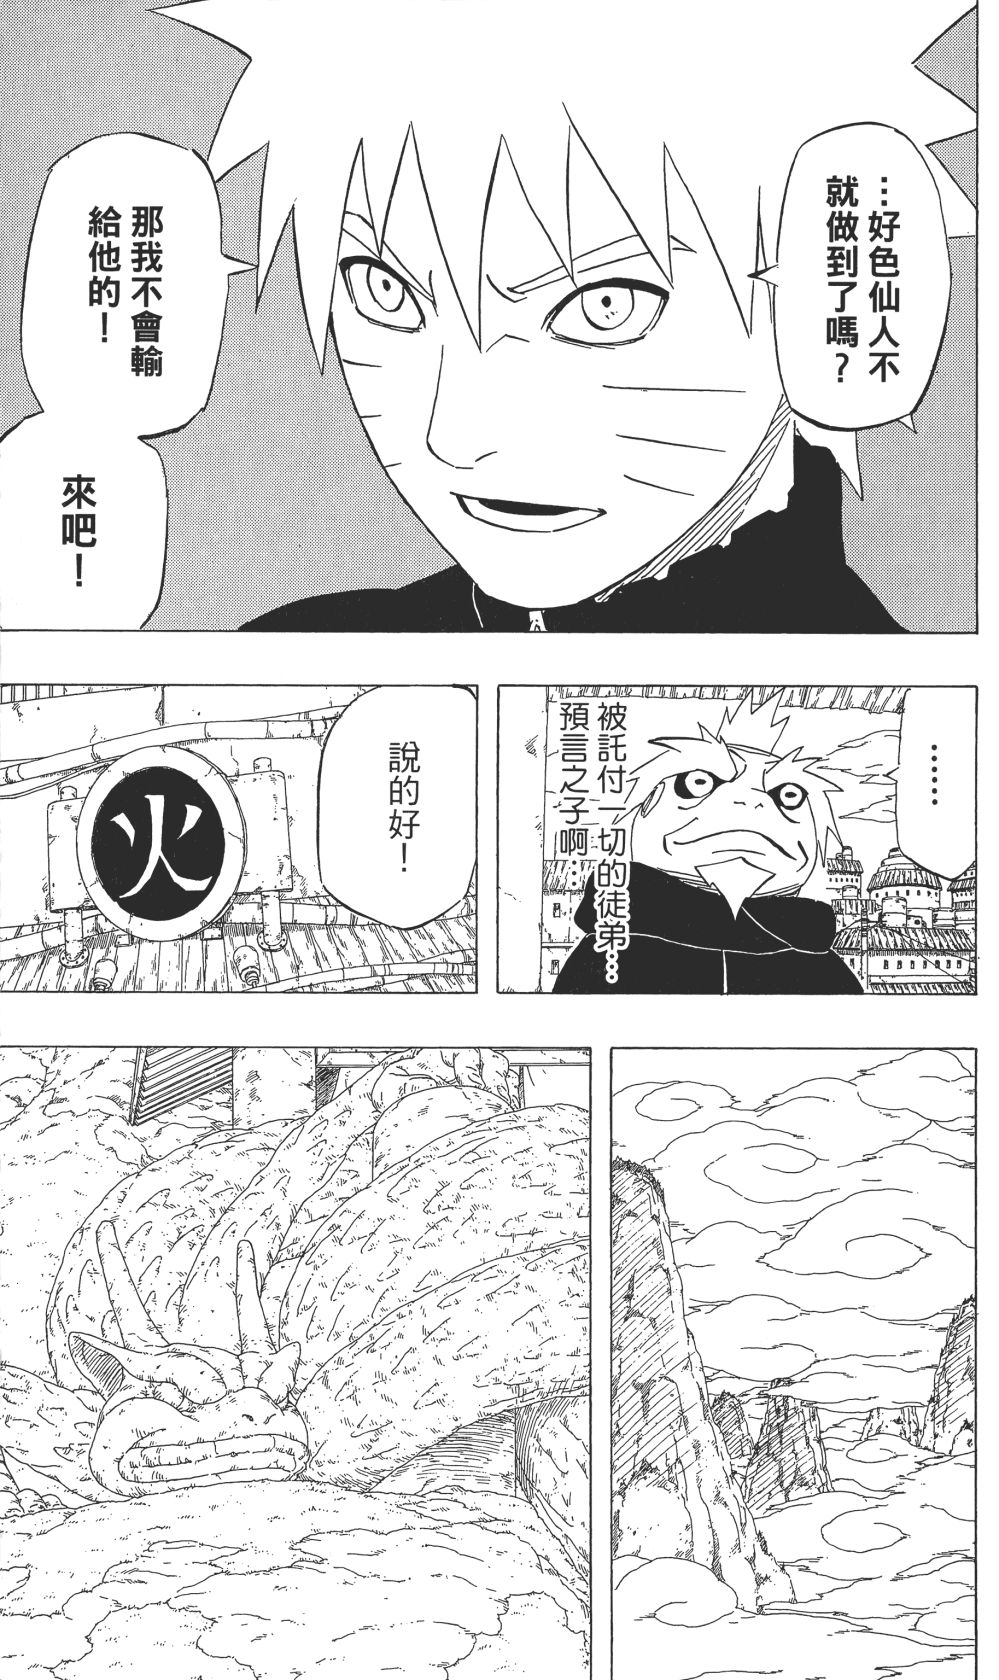 …好色仙人不
就做到了嗎？
那我不會輸
給他的！
來吧！
……
被託付一切的徒弟…
預言之子啊…
說的好！
火